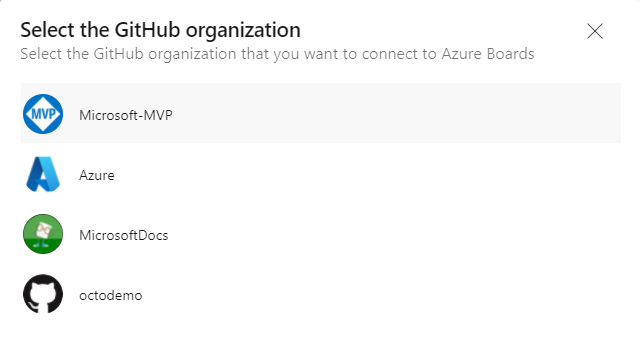 Select the GitHub organization
Select the GitHub organization that you want to connect to Azure Boards
MVP
Microsoft-MVP
Azure
MicrosoftDocs
octodemo